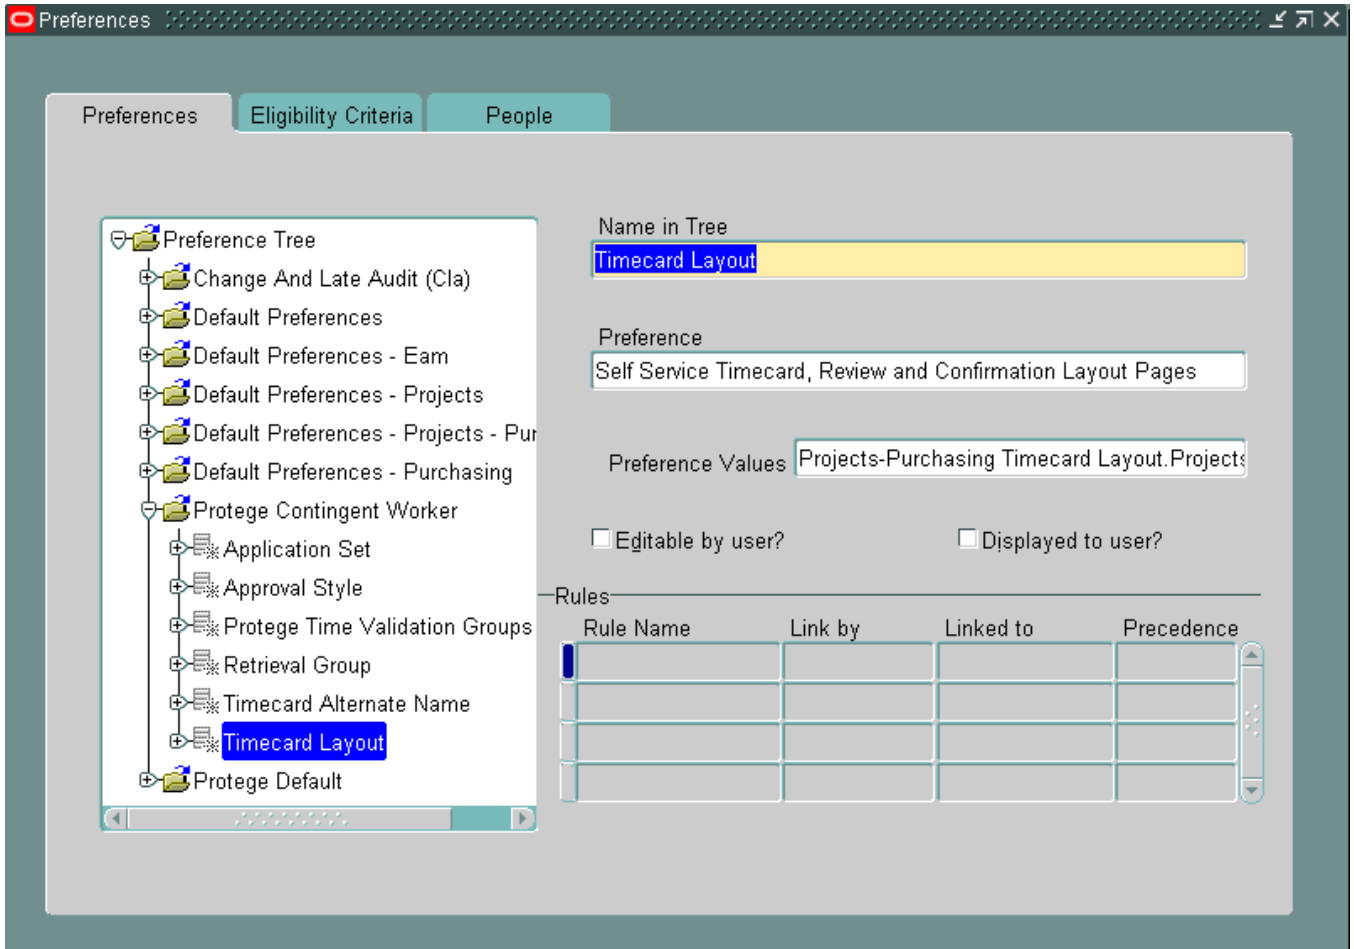 Preferences
Preferences
Eligibility Criteria
People
Preference Tree
Change And Late Audit (Cla)
Default Preferences
Default Preferences - Eam
Default Preferences - Projects
Default Preferences - Projects - Pur
Default Preferences - Purchasing
Protege Contingent Worker
Application Set
Approval Style
Protege Time Validation Groups
Retrieval Group
Timecard Alternate Name
Timecard Layout
Protege Default
Name in Tree
Timecard Layout
Preference
Self Service Timecard, Review and Confirmation Layout Pages
Preference Values Projects-Purchasing Timecard Layout.Projects
Editable by user? Displayed to user?
Rules
Rule Name Link by Linked to Precedence